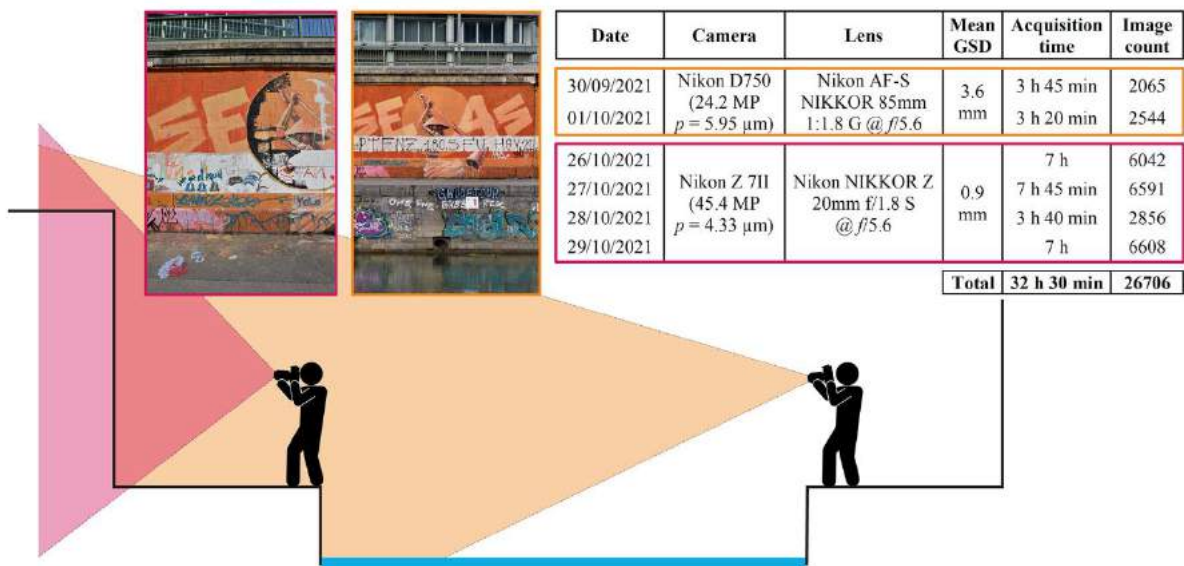 Date Camera Lens Mean GSD Acquisition time Image count
30/09/2021 Nikon D750 (24.2 MP p = 5.95 µm) Nikon AF-S NIKKOR 85mm 1:1.8 G @ f/5.6 3.6 mm 3 h 45 min 2065
01/10/2021 3 h 20 min 2544
26/10/2021 Nikon Z 7II (45.4 MP p = 4.33 µm) Nikon NIKKOR Z 20mm f/1.8 S @ f/5.6 0.9 mm 7 h 6042
27/10/2021 7 h 45 min 6591
28/10/2021 3 h 40 min 2856
29/10/2021 7 h 6608
Total 32 h 30 min 26706
SE
SE
As